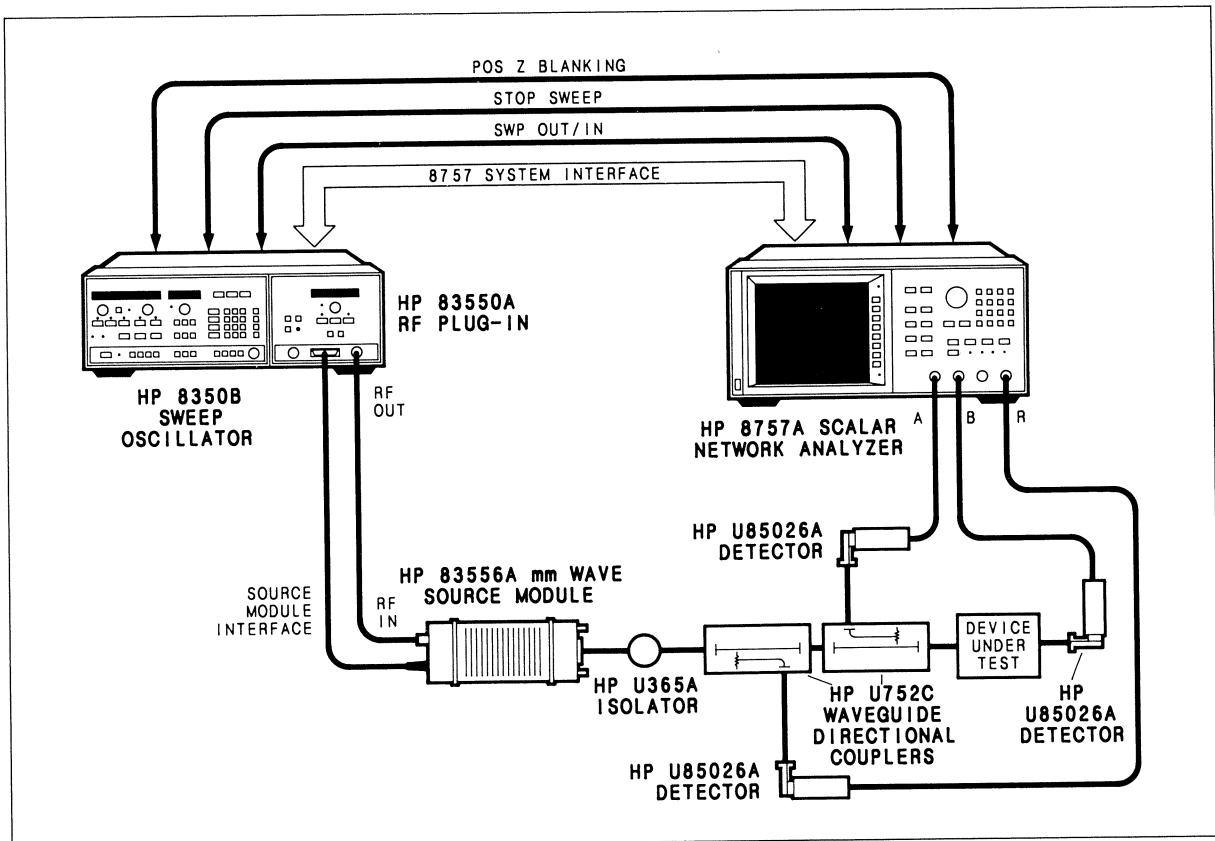 POS Z BLANKING
STOP SWEEP
SWP OUT/IN
8757 SYSTEM INTERFACE
HP 83550A
RF PLUG-IN
HP 8350B
SWEEP
OSCILLATOR
RF
OUT
HP 8757A SCALAR
NETWORK ANALYZER
A
B
R
HP U85026A
DETECTOR
HP 83556A mm WAVE
SOURCE MODULE
SOURCE
MODULE
INTERFACE
RF
IN
HP U365A
ISOLATOR
DEVICE
UNDER
TEST
HP U752C
WAVEGUIDE
DIRECTIONAL
COUPLERS
HP
U85026A
DETECTOR
HP U85026A
DETECTOR